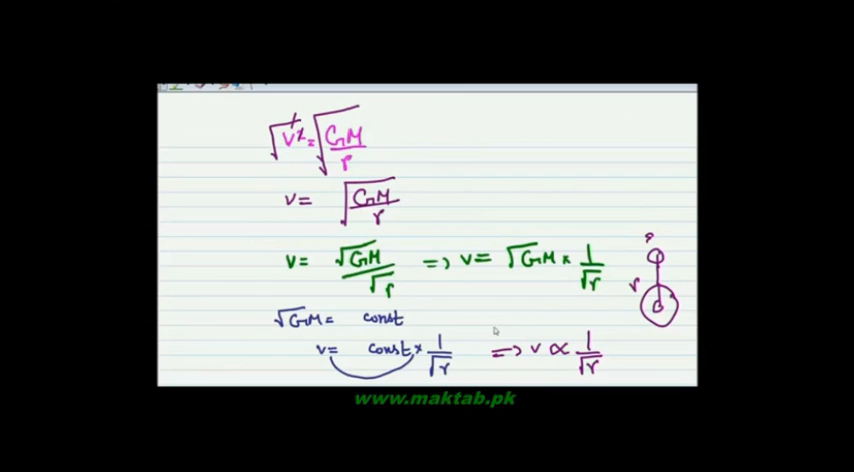 √v² = √GM/r
v = √GM/r
v = √GM/√r => v = √GM × 1/√r
√GM = const
v = const × 1/√r => v ∝ 1/√r
r
www.maktab.pk